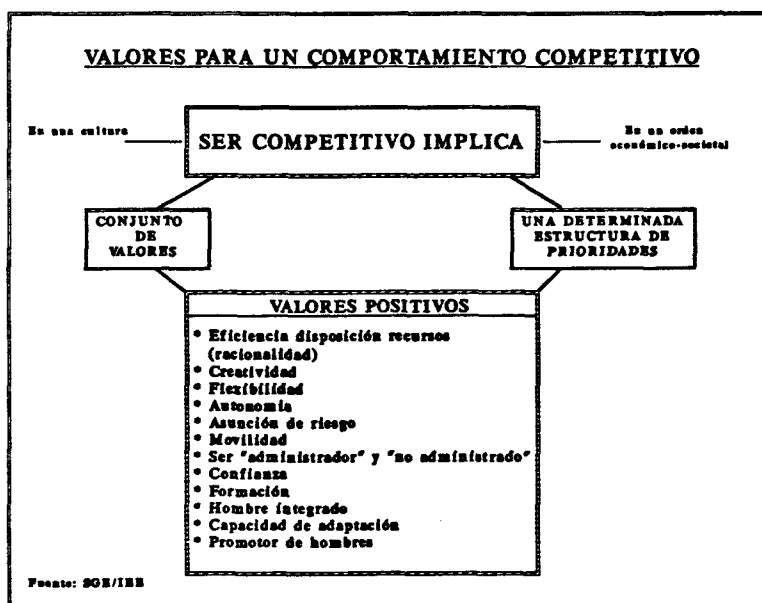 VALORES PARA UN COMPORTAMIENTO COMPETITIVO
En una cultura
SER COMPETITIVO IMPLICA
En un orden
económico-societal
CONJUNTO
DE
VALORES
UNA DETERMINADA
ESTRUCTURA DE
PRIORIDADES
VALORES POSITIVOS
* Eficiencia disposición recursos
(racionalidad)
* Creatividad
* Flexibilidad
* Autonomía
* Asunción de riesgo
* Movilidad
* Ser "administrador" y "no administrado"
* Confianza
* Formación
* Hombre integrado
* Capacidad de adaptación
* Promotor de hombres
Fuente: